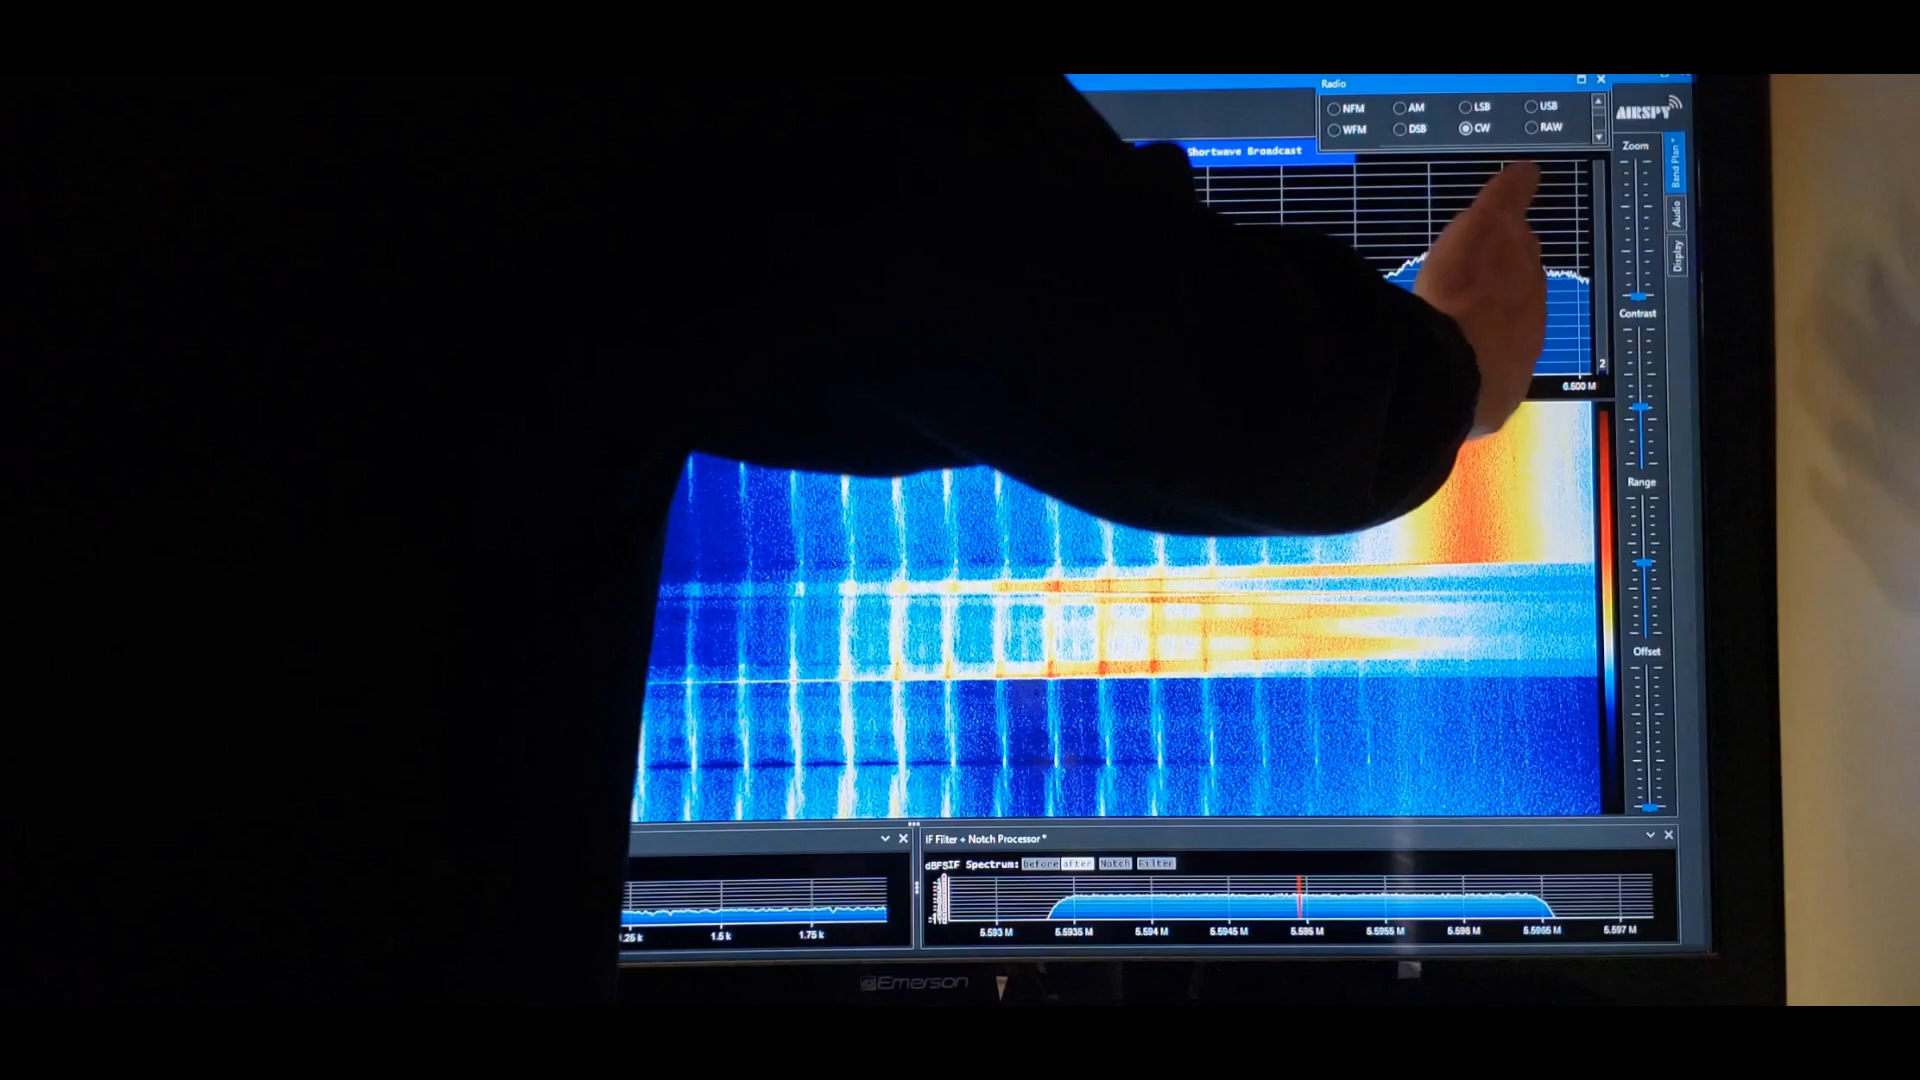 Radio
NFM AM LSB USB
WFM DSB CW RAW
AIRSPY
Shortwave Broadcast
Zoom
Band Plan *
Audio
Display
Contrast
2
6.500 M
Range
Offset
IF Filter + Notch Processor *
IF Spectrum: before after Notch Filter
1.5 k 1.75 k
5.593 M 5.5935 M 5.594 M 5.5945 M 5.595 M 5.5955 M 5.596 M 5.5965 M 5.597 M
Emerson